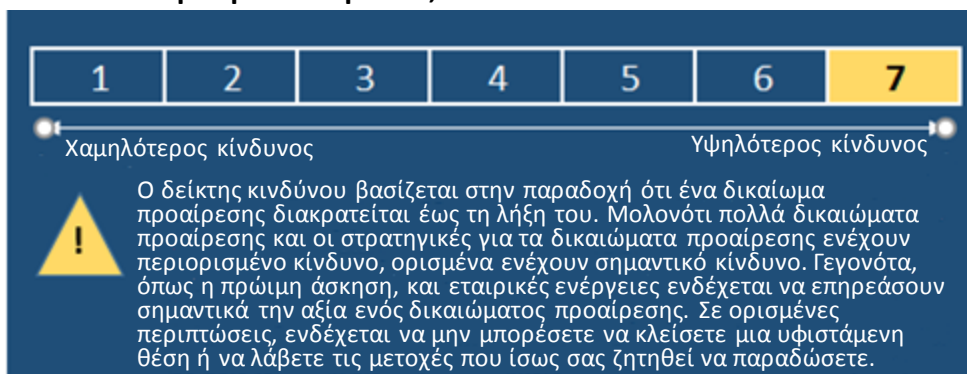 1 2 3 4 5 6 7
Χαμηλότερος κίνδυνος Υψηλότερος κίνδυνος
Ο δείκτης κινδύνου βασίζεται στην παραδοχή ότι ένα δικαίωμα
προαίρεσης διακρατείται έως τη λήξη του. Μολονότι πολλά δικαιώματα
! προαίρεσης και οι στρατηγικές για τα δικαιώματα προαίρεσης ενέχουν
περιορισμένο κίνδυνο, ορισμένα ενέχουν σημαντικό κίνδυνο. Γεγονότα,
όπως η πρώιμη άσκηση, και εταιρικές ενέργειες ενδέχεται να επηρεάσουν
σημαντικά την αξία ενός δικαιώματος προαίρεσης. Σε ορισμένες
περιπτώσεις, ενδέχεται να μην μπορέσετε να κλείσετε μια υφιστάμενη
θέση ή να λάβετε τις μετοχές που ίσως σας ζητηθεί να παραδώσετε.